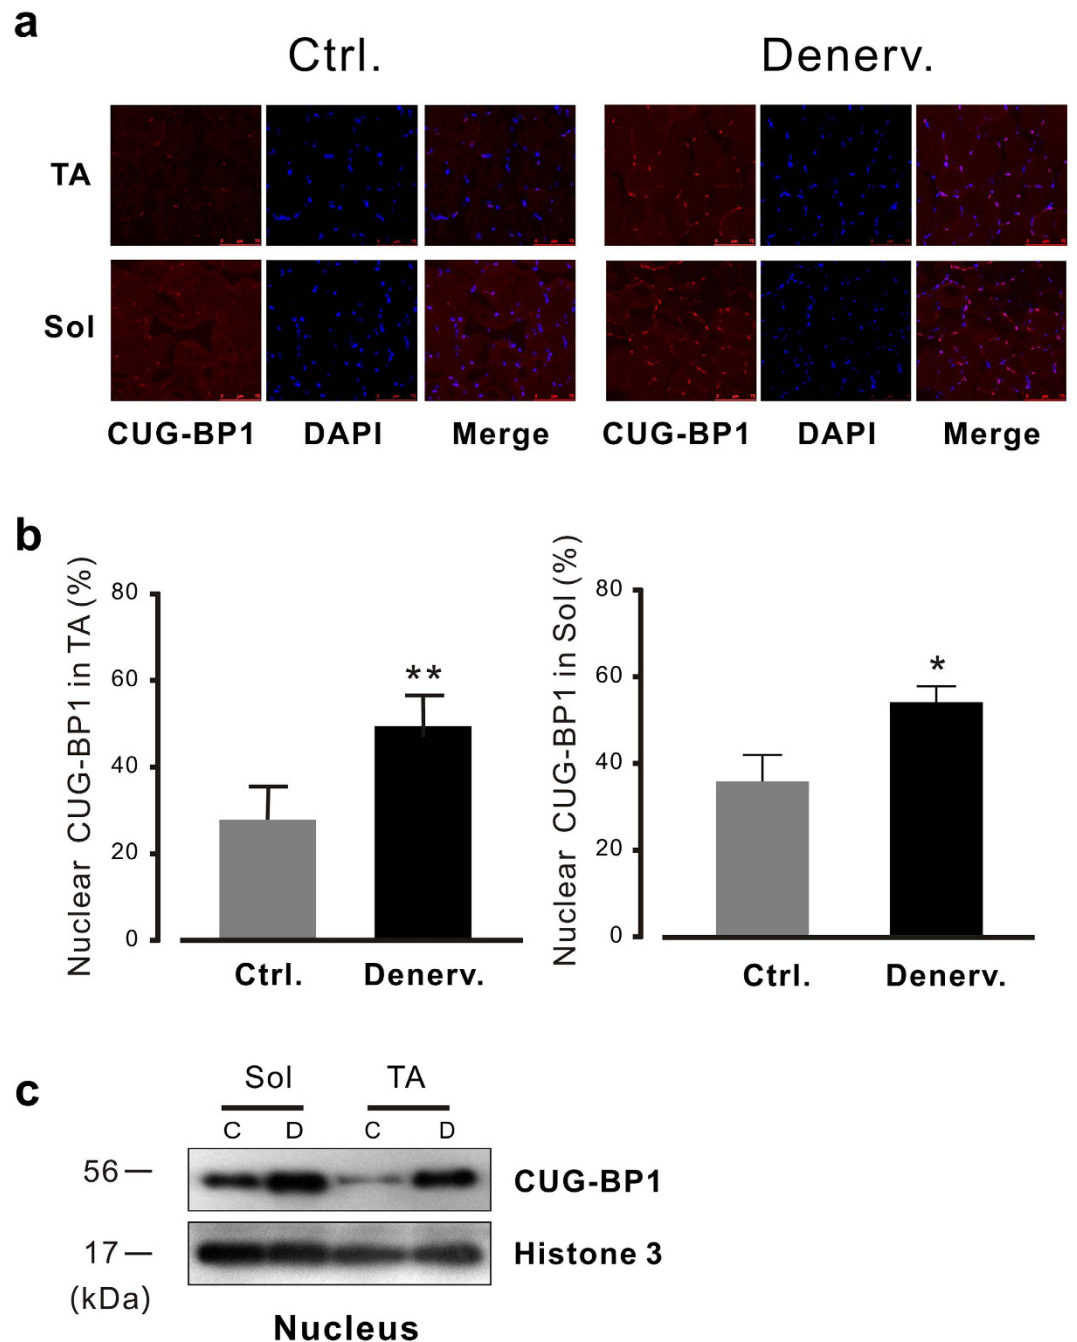 a
Ctrl. Denerv.
TA
Sol
CUG-BP1 DAPI Merge CUG-BP1 DAPI Merge
b
Nuclear CUG-BP1 in TA (%)
80
60
40
20
0
**
Ctrl. Denerv.
Nuclear CUG-BP1 in Sol (%)
80
60
40
20
0
*
Ctrl. Denerv.
c
Sol TA
C D C D
56 CUG-BP1
17 Histone 3
(kDa)
Nucleus